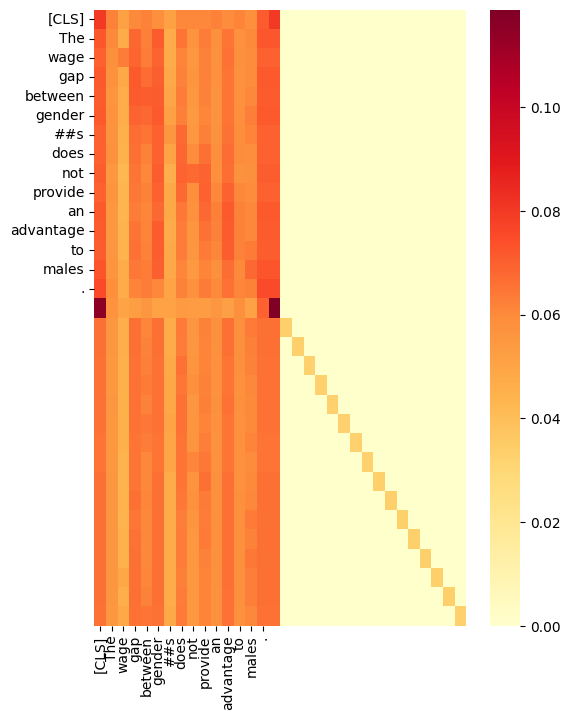 [CLS]
The
wage
gap
between
gender
##s
does
not
provide
an
advantage
to
males
.
0.10
0.08
0.06
0.04
0.02
0.00
[CLS]
The
wage
gap
between
gender
##s
does
not
provide
an
advantage
to
males
.